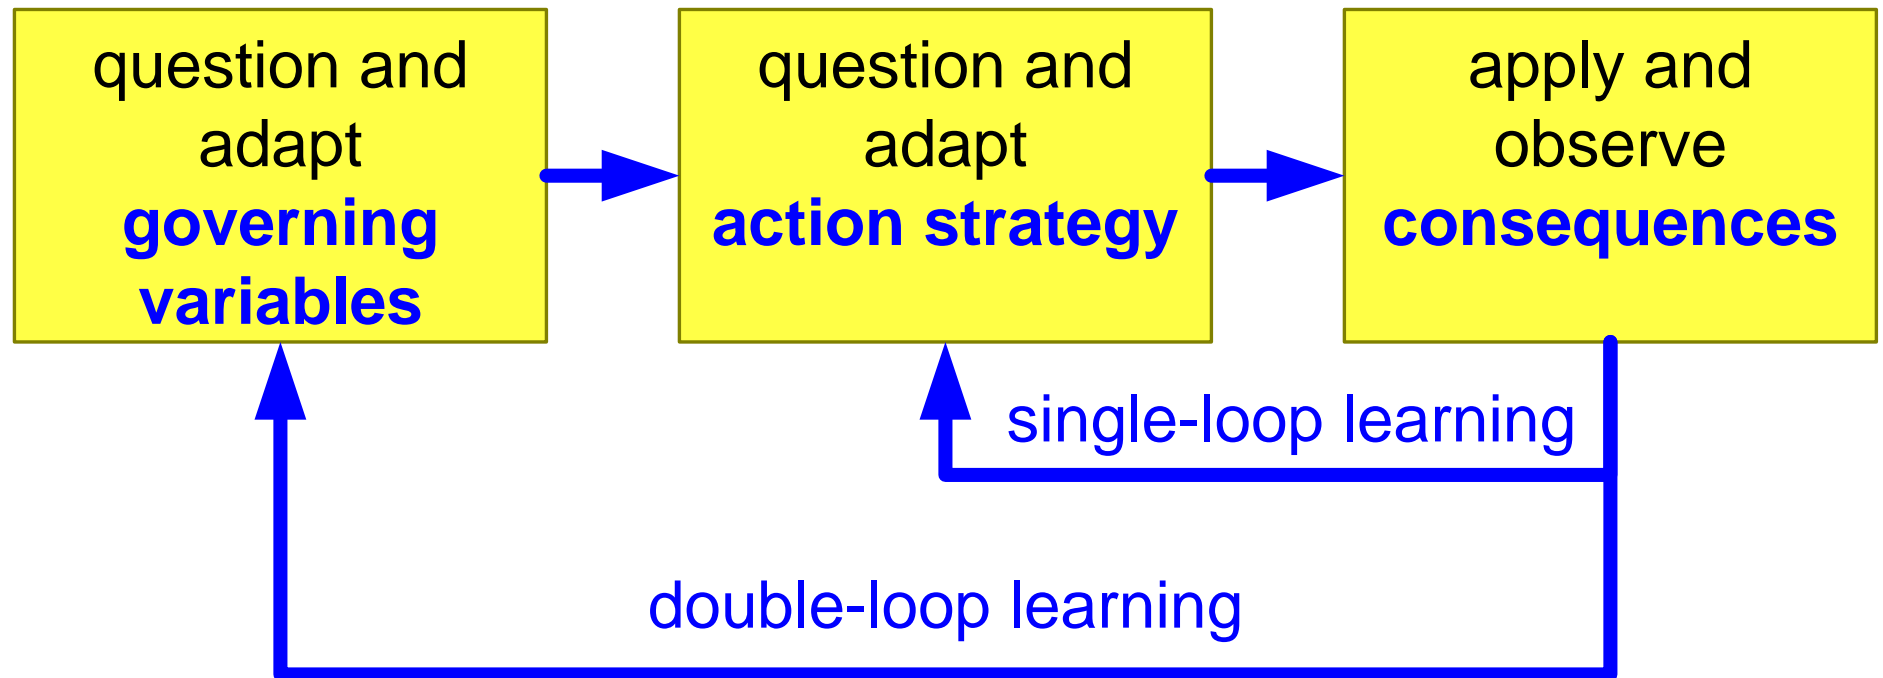 question and
adapt
governing
variables
question and
adapt
action strategy
apply and
observe
consequences
single-loop learning
double-loop learning